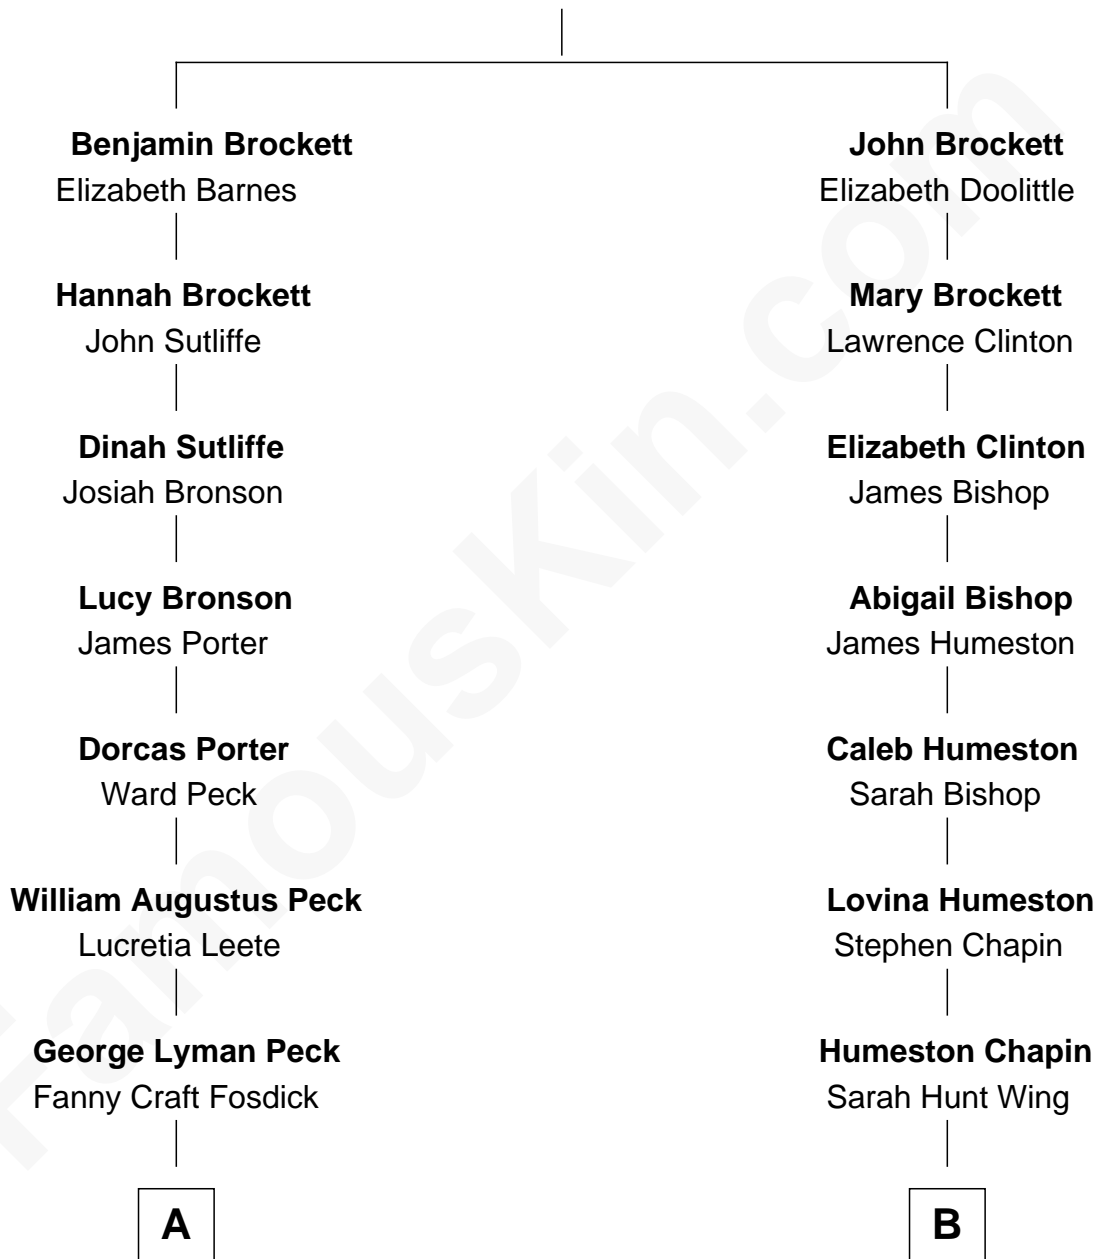 Benjamin Brockett
Elizabeth Barnes
Hannah Brockett
John Sutliffe
Dinah Sutliffe
Josiah Bronson
Lucy Bronson
James Porter
Dorcas Porter
Ward Peck
William Augustus Peck
Lucretia Leete
George Lyman Peck
Fanny Craft Fosdick
A
John Brockett
Elizabeth Doolittle
Mary Brockett
Lawrence Clinton
Elizabeth Clinton
James Bishop
Abigail Bishop
James Humeston
Caleb Humeston
Sarah Bishop
Lovina Humeston
Stephen Chapin
Humeston Chapin
Sarah Hunt Wing
B
FamousKin.com